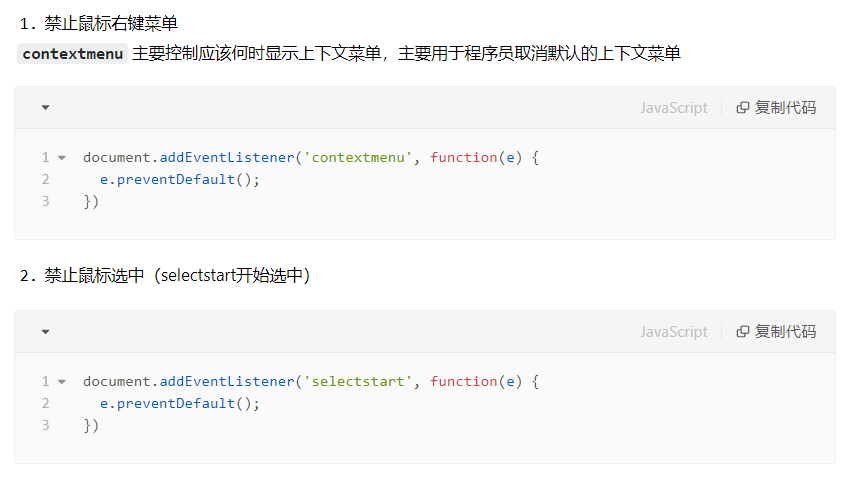 1. 禁止鼠标右键菜单
contextmenu 主要控制应该何时显示上下文菜单，主要用于程序员取消默认的上下文菜单
JavaScript 复制代码
1 document.addEventListener('contextmenu', function(e) {
2   e.preventDefault();
3 })
2. 禁止鼠标选中（selectstart开始选中）
JavaScript 复制代码
1 document.addEventListener('selectstart', function(e) {
2   e.preventDefault();
3 })